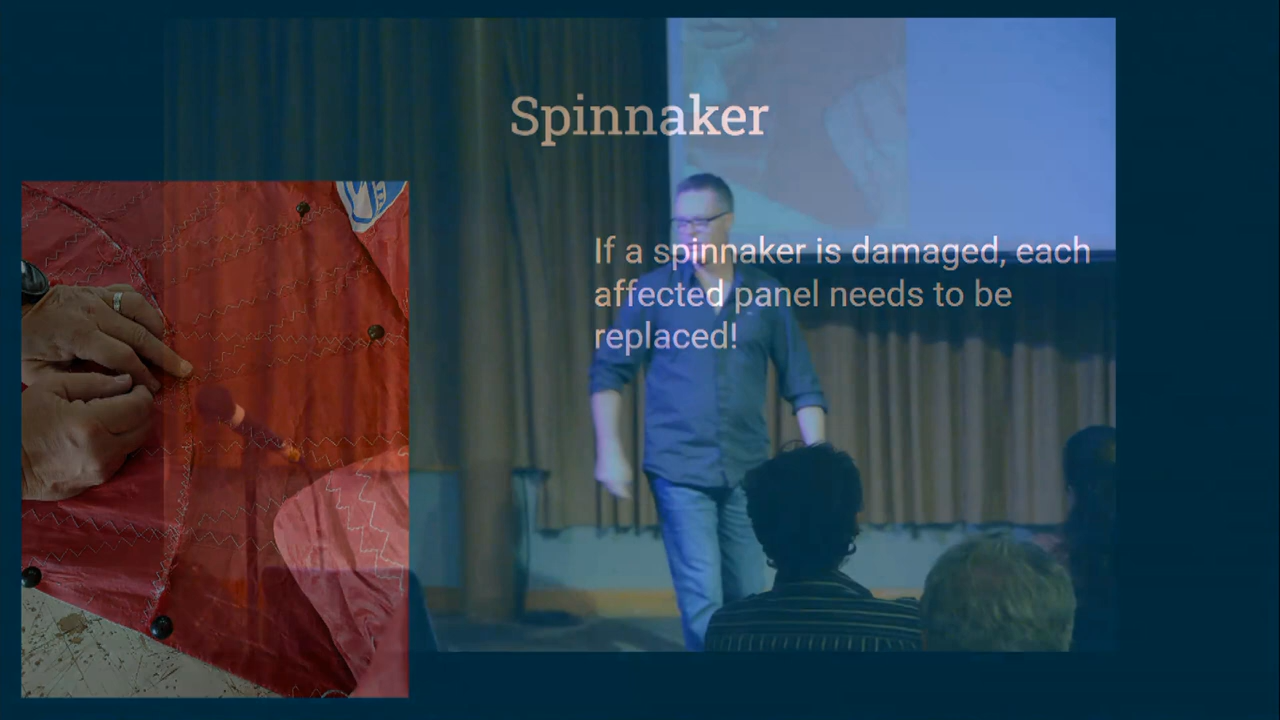 Spinnaker
If a spinnaker is damaged, each
affected panel needs to be
replaced!